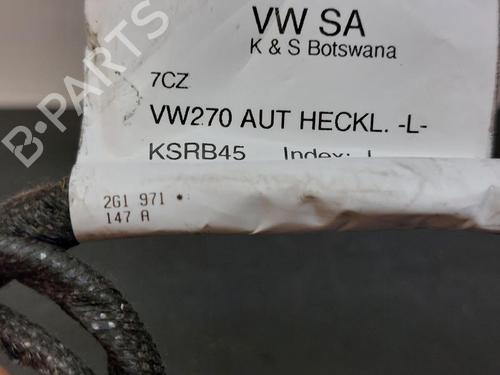 VW SA
K & S Botswana
7CZ
VW270 AUT HECKL. -L-
KSRB45 Index:
2G1 971 *
147 A
B-PARTS